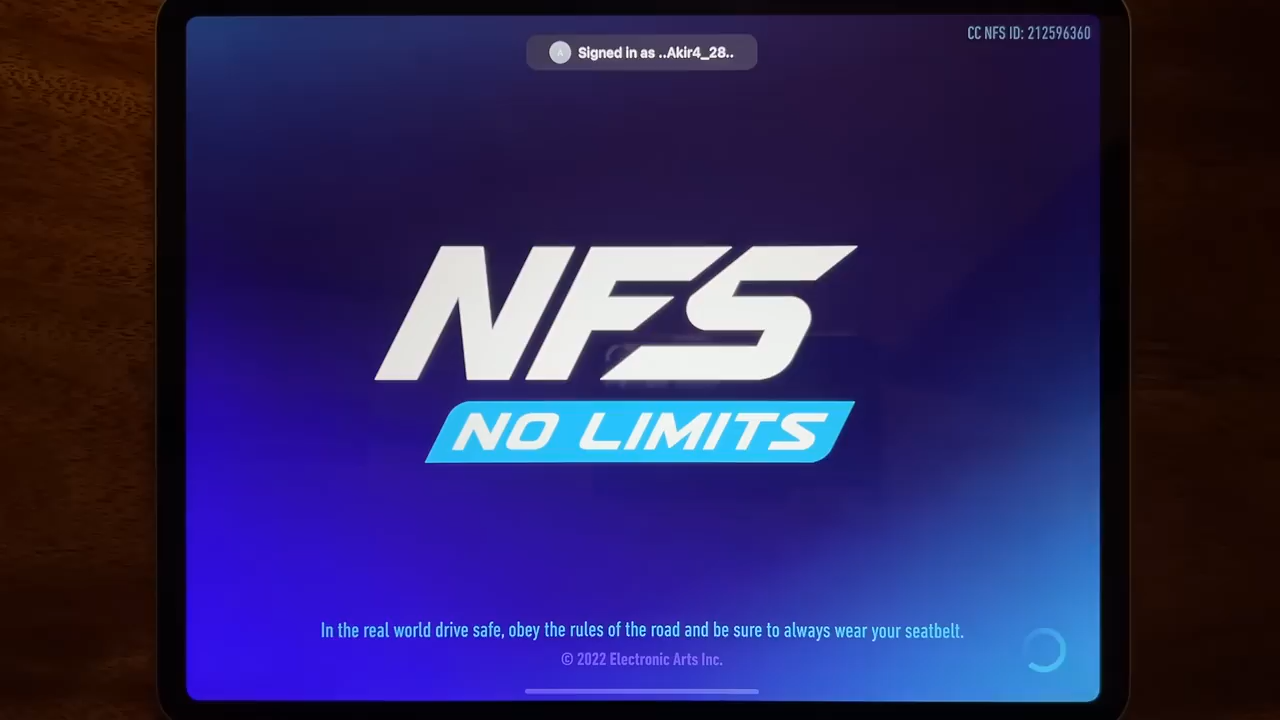 CC NFS ID: 212596360
A Signed in as ..Akir4_28..
NFS
NO LIMITS
In the real world drive safe, obey the rules of the road and be sure to always wear your seatbelt.
© 2022 Electronic Arts Inc.